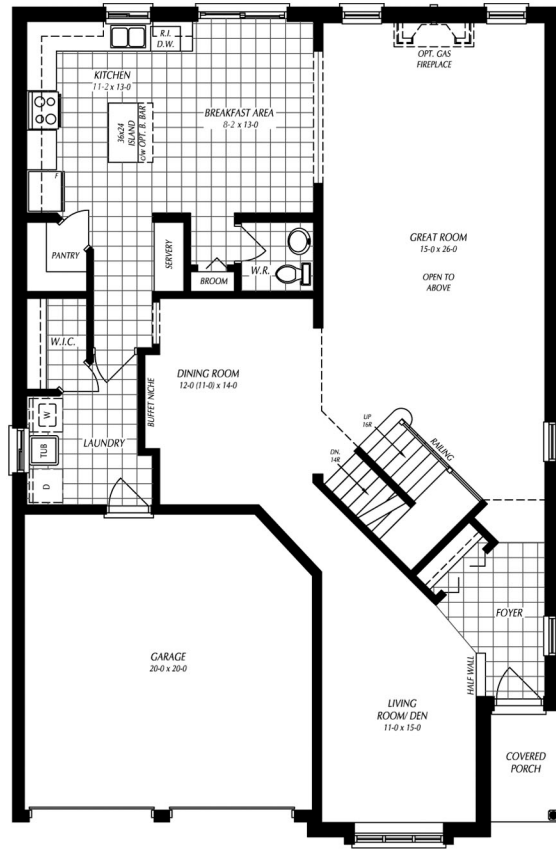 R.I.
D.W.
OPT. GAS
FIREPLACE
KITCHEN
11-2 x 13-0
BREAKFAST AREA
8-2 x 13-0
36x24
ISLAND
c/w OPT. B. BAR
GREAT ROOM
15-0 x 26-0
OPEN TO
ABOVE
PANTRY
SERVERY
W.R.
BROOM
W.I.C.
DINING ROOM
12-0 (11-0) x 14-0
BUFFET NICHE
UP
16R
RAILING
W
TUB
D
LAUNDRY
DN.
14R
FOYER
GARAGE
20-0 x 20-0
HALF WALL
LIVING
ROOM/ DEN
11-0 x 15-0
COVERED
PORCH